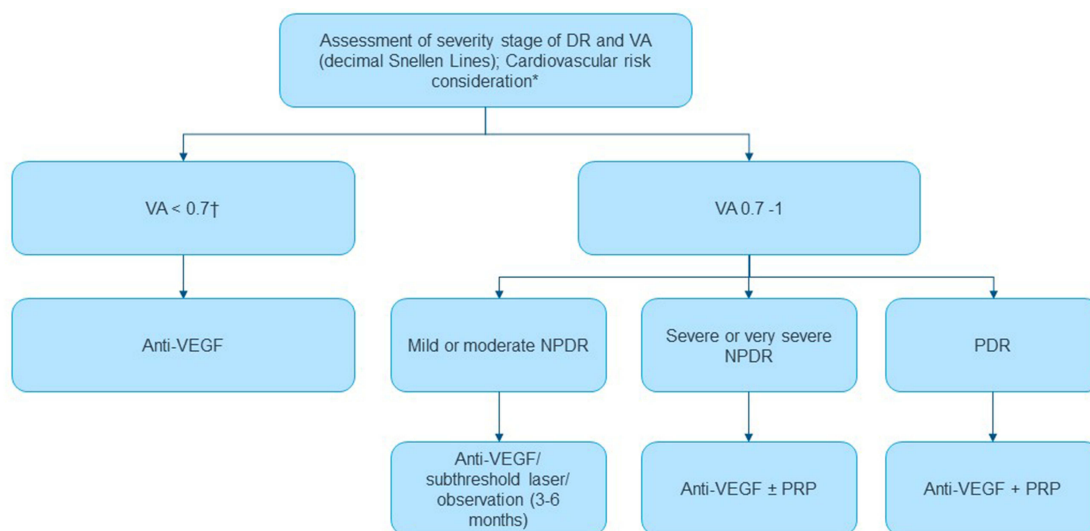 Assessment of severity stage of DR and VA
(decimal Snellen Lines); Cardiovascular risk
consideration*
VA < 0.7†
VA 0.7 -1
Anti-VEGF
Mild or moderate NPDR
Severe or very severe
NPDR
PDR
Anti-VEGF/
subthreshold laser/
observation (3-6
months)
Anti-VEGF ± PRP
Anti-VEGF + PRP